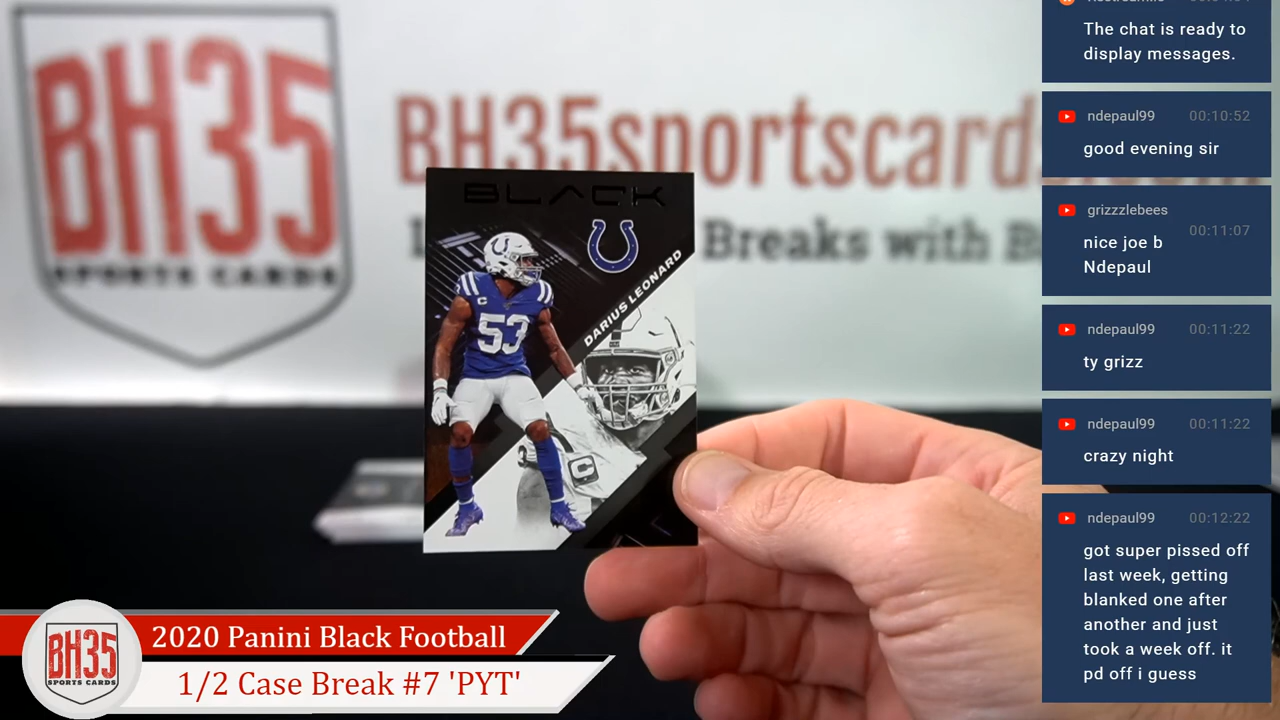 BH35
SPORTS CARDS
BH35sportscards.com
Breaks with
BLACK
DARIUS LEONARD
C
53
C
2020 Panini Black Football
1/2 Case Break #7 'PYT'
BH35
SPORTS CARDS
The chat is ready to
display messages.
ndepaul99 00:10:52
good evening sir
grizzzlebees 00:11:07
nice joe b
Ndepaul
ndepaul99 00:11:22
ty grizz
ndepaul99 00:11:22
crazy night
ndepaul99 00:12:22
got super pissed off
last week, getting
blanked one after
another and just
took a week off. it
pd off i guess